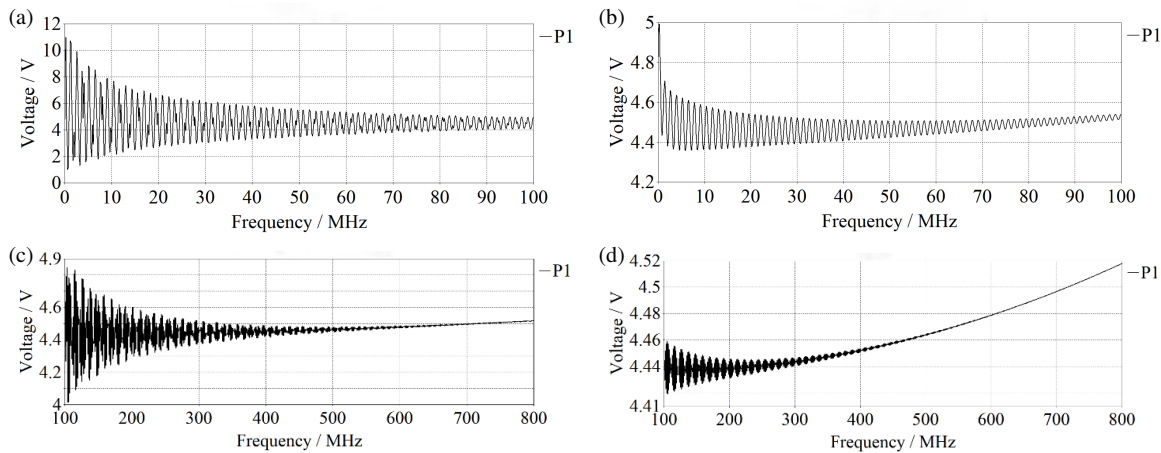 (a)
12
10
8
6
4
2
0
Voltage / V
0 10 20 30 40 50 60 70 80 90 100
Frequency / MHz
—P1
(b)
5
4.8
4.6
4.4
4.2
Voltage / V
0 10 20 30 40 50 60 70 80 90 100
Frequency / MHz
—P1
(c)
4.9
4.6
4.4
4.2
4
Voltage / V
100 200 300 400 500 600 700 800
Frequency / MHz
—P1
(d)
4.52
4.5
4.48
4.46
4.44
4.41
Voltage / V
100 200 300 400 500 600 700 800
Frequency / MHz
—P1